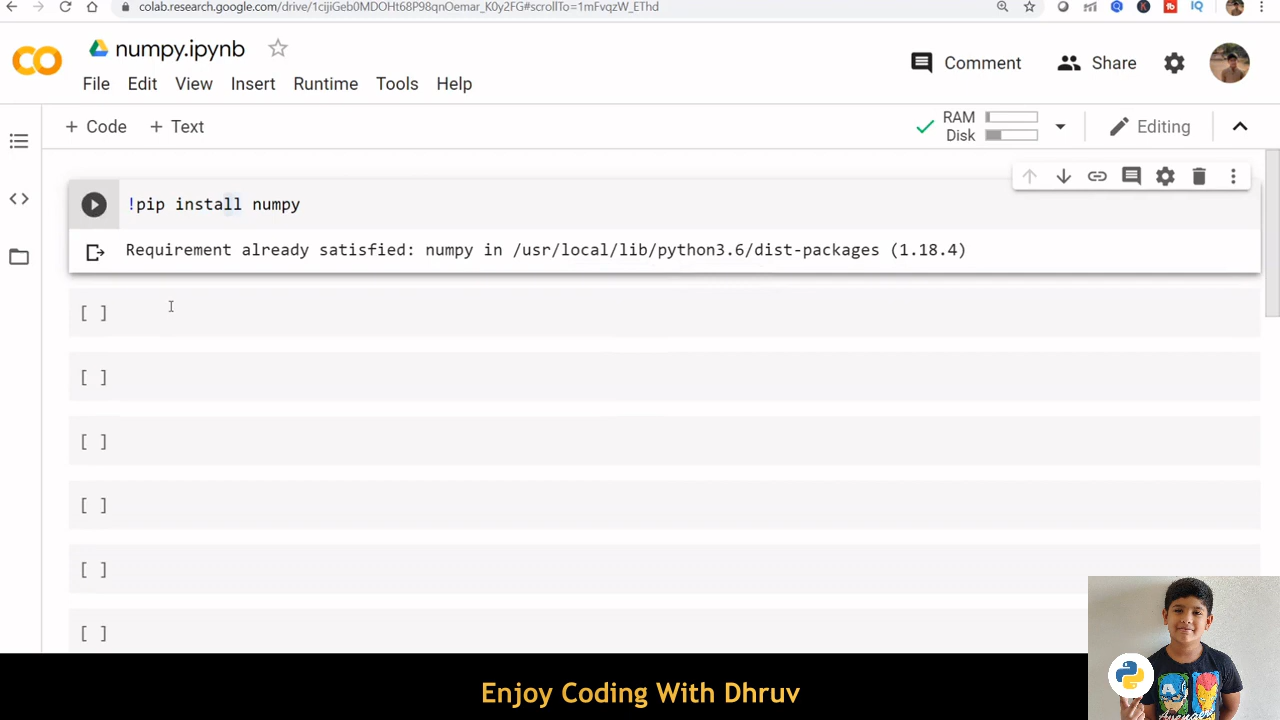 colab.research.google.com/drive/1cijiGeb0MDOHt68P98qnOemar_K0y2FG#scrollTo=1mFvqzW_EThd
numpy.ipynb
Comment
Share
File Edit View Insert Runtime Tools Help
+ Code + Text
RAM
Disk
Editing
!pip install numpy
Requirement already satisfied: numpy in /usr/local/lib/python3.6/dist-packages (1.18.4)
[ ]
[ ]
[ ]
[ ]
[ ]
[ ]
Enjoy Coding With Dhruv